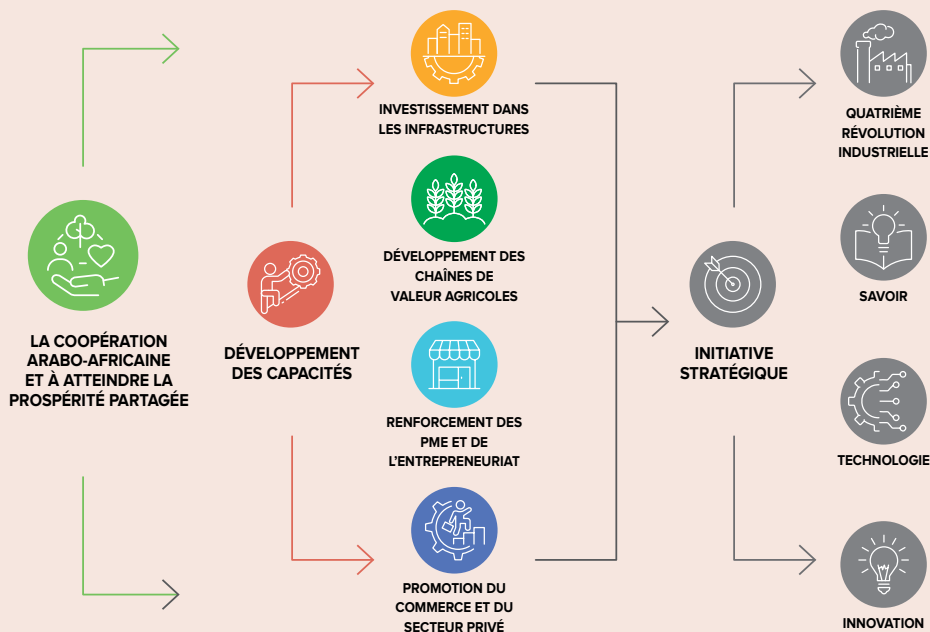 LA COOPÉRATION
ARABO-AFRICAINE
ET À ATTEINDRE LA
PROSPÉRITÉ PARTAGÉE
DÉVELOPPEMENT
DES CAPACITÉS
INVESTISSEMENT DANS
LES INFRASTRUCTURES
DÉVELOPPEMENT DES
CHAÎNES DE
VALEUR AGRICOLES
RENFORCEMENT DES
PME ET DE
L'ENTREPRENEURIAT
PROMOTION DU
COMMERCE ET DU
SECTEUR PRIVÉ
INITIATIVE
STRATÉGIQUE
QUATRIÈME
RÉVOLUTION
INDUSTRIELLE
SAVOIR
TECHNOLOGIE
INNOVATION